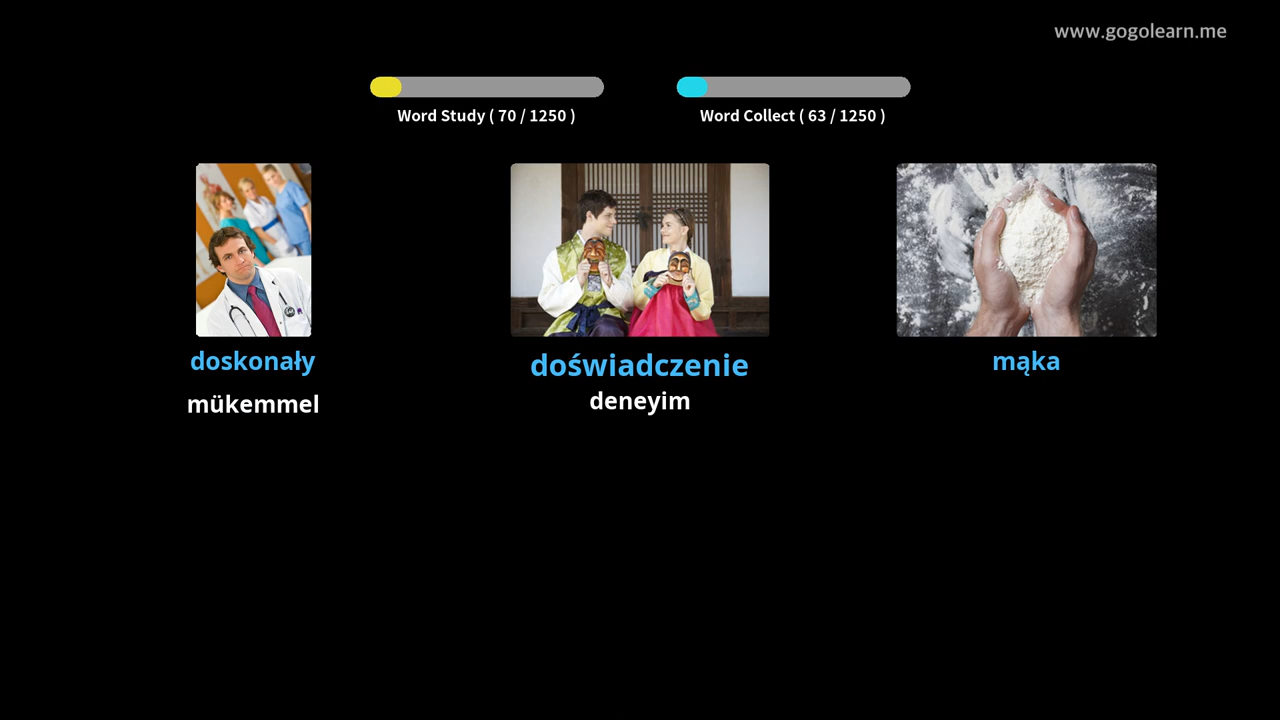 www.gogolearn.me
Word Study ( 70 / 1250 )
Word Collect ( 63 / 1250 )
doskonały
doświadczenie
mąka
mükemmel
deneyim